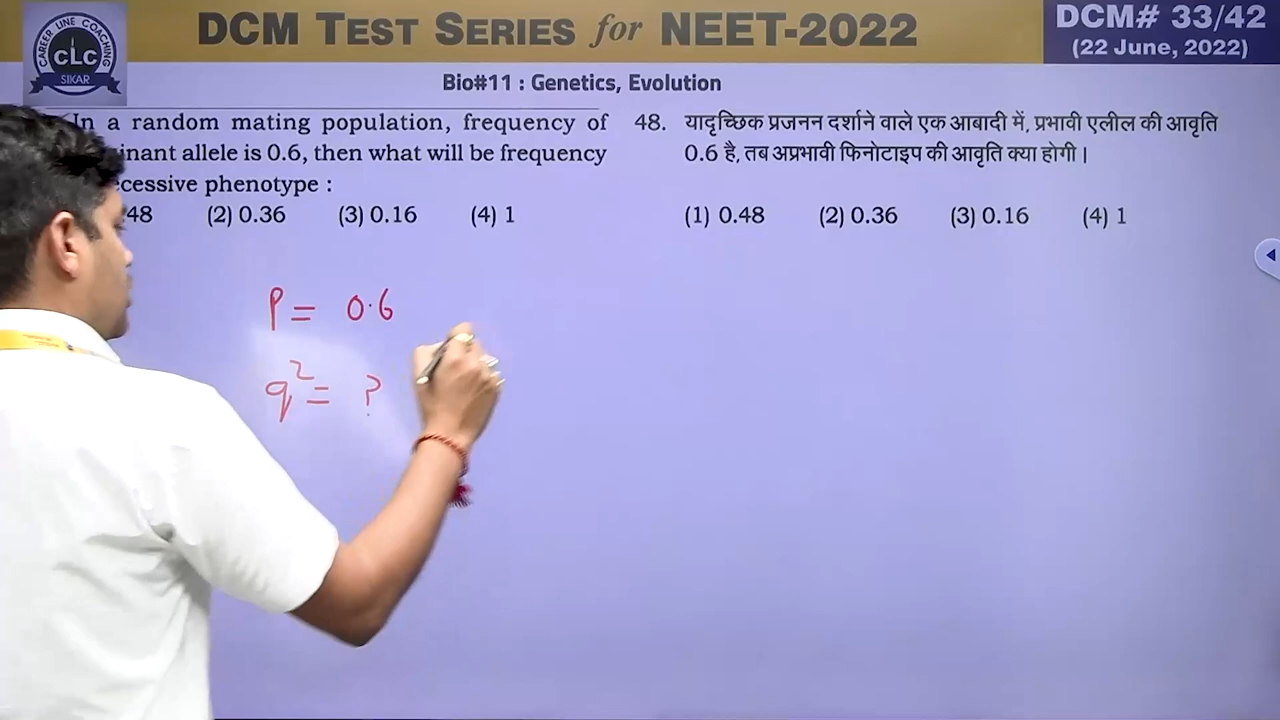 DCM TEST SERIES for NEET-2022
DCM# 33/42
(22 June, 2022)
CAREER LINE COACHING
CLC
SIKAR
Bio#11 : Genetics, Evolution
In a random mating population, frequency of
inant allele is 0.6, then what will be frequency
ecessive phenotype :
48 (2) 0.36 (3) 0.16 (4) 1
48. यादृच्छिक प्रजनन दर्शाने वाले एक आबादी में, प्रभावी एलील की आवृति
0.6 है, तब अप्रभावी फिनोटाइप की आवृति क्या होगी।
(1) 0.48 (2) 0.36 (3) 0.16 (4) 1
P = 0.6
q² = ?